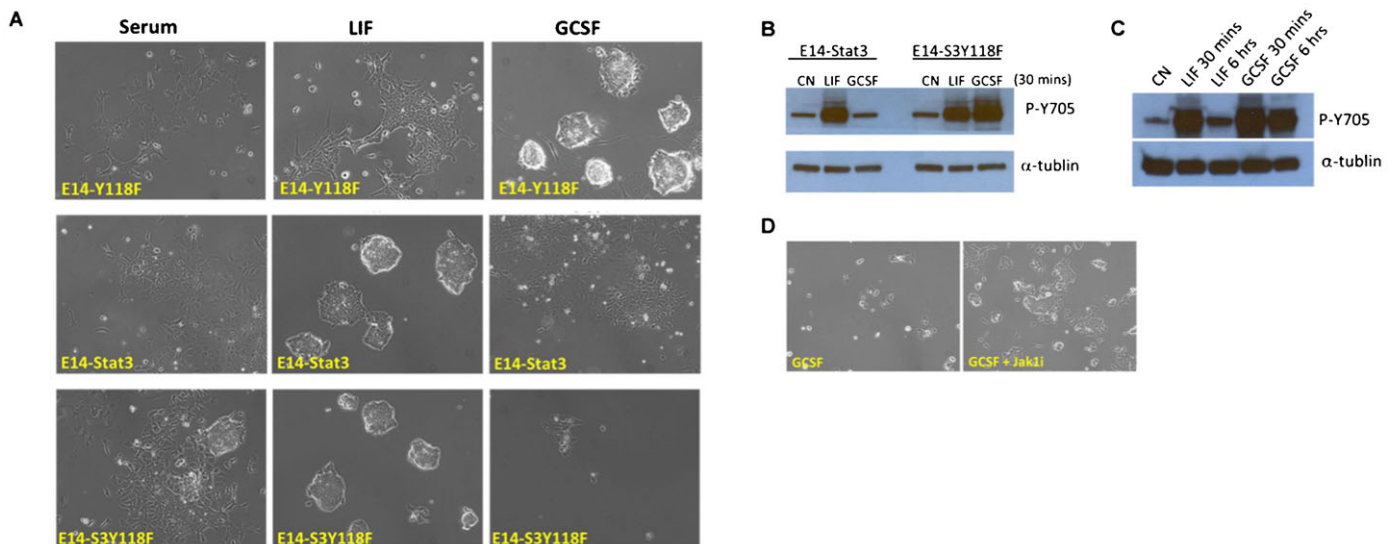 A
Serum LIF GCSF
E14-Y118F E14-Y118F E14-Y118F
E14-Stat3 E14-Stat3 E14-Stat3
E14-S3Y118F E14-S3Y118F E14-S3Y118F
B
E14-Stat3 E14-S3Y118F
CN LIF GCSF CN LIF GCSF (30 mins)
P-Y705
α-tublin
C
CN LIF 30 mins LIF 6 hrs GCSF 30 mins GCSF 6 hrs
P-Y705
α-tublin
D
GCSF GCSF + Jak1i